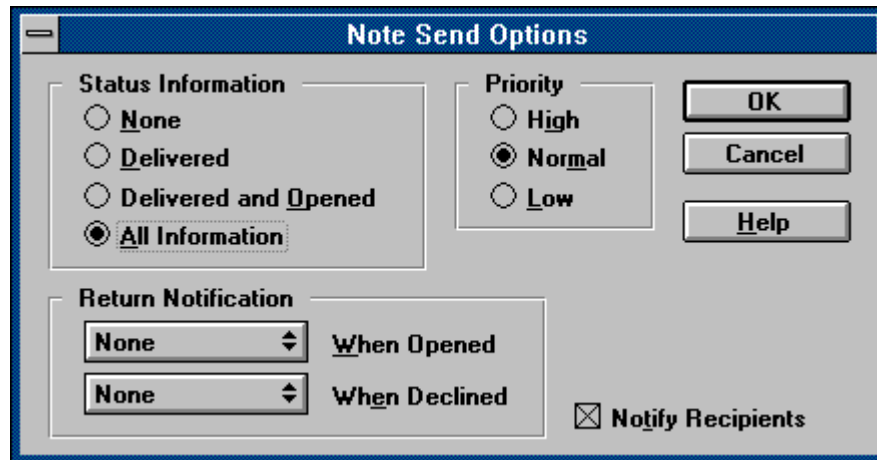 Note Send Options
Status Information
None
Delivered
Delivered and Opened
All Information
Priority
High
Normal
Low
OK
Cancel
Help
Return Notification
None When Opened
None When Declined
Notify Recipients